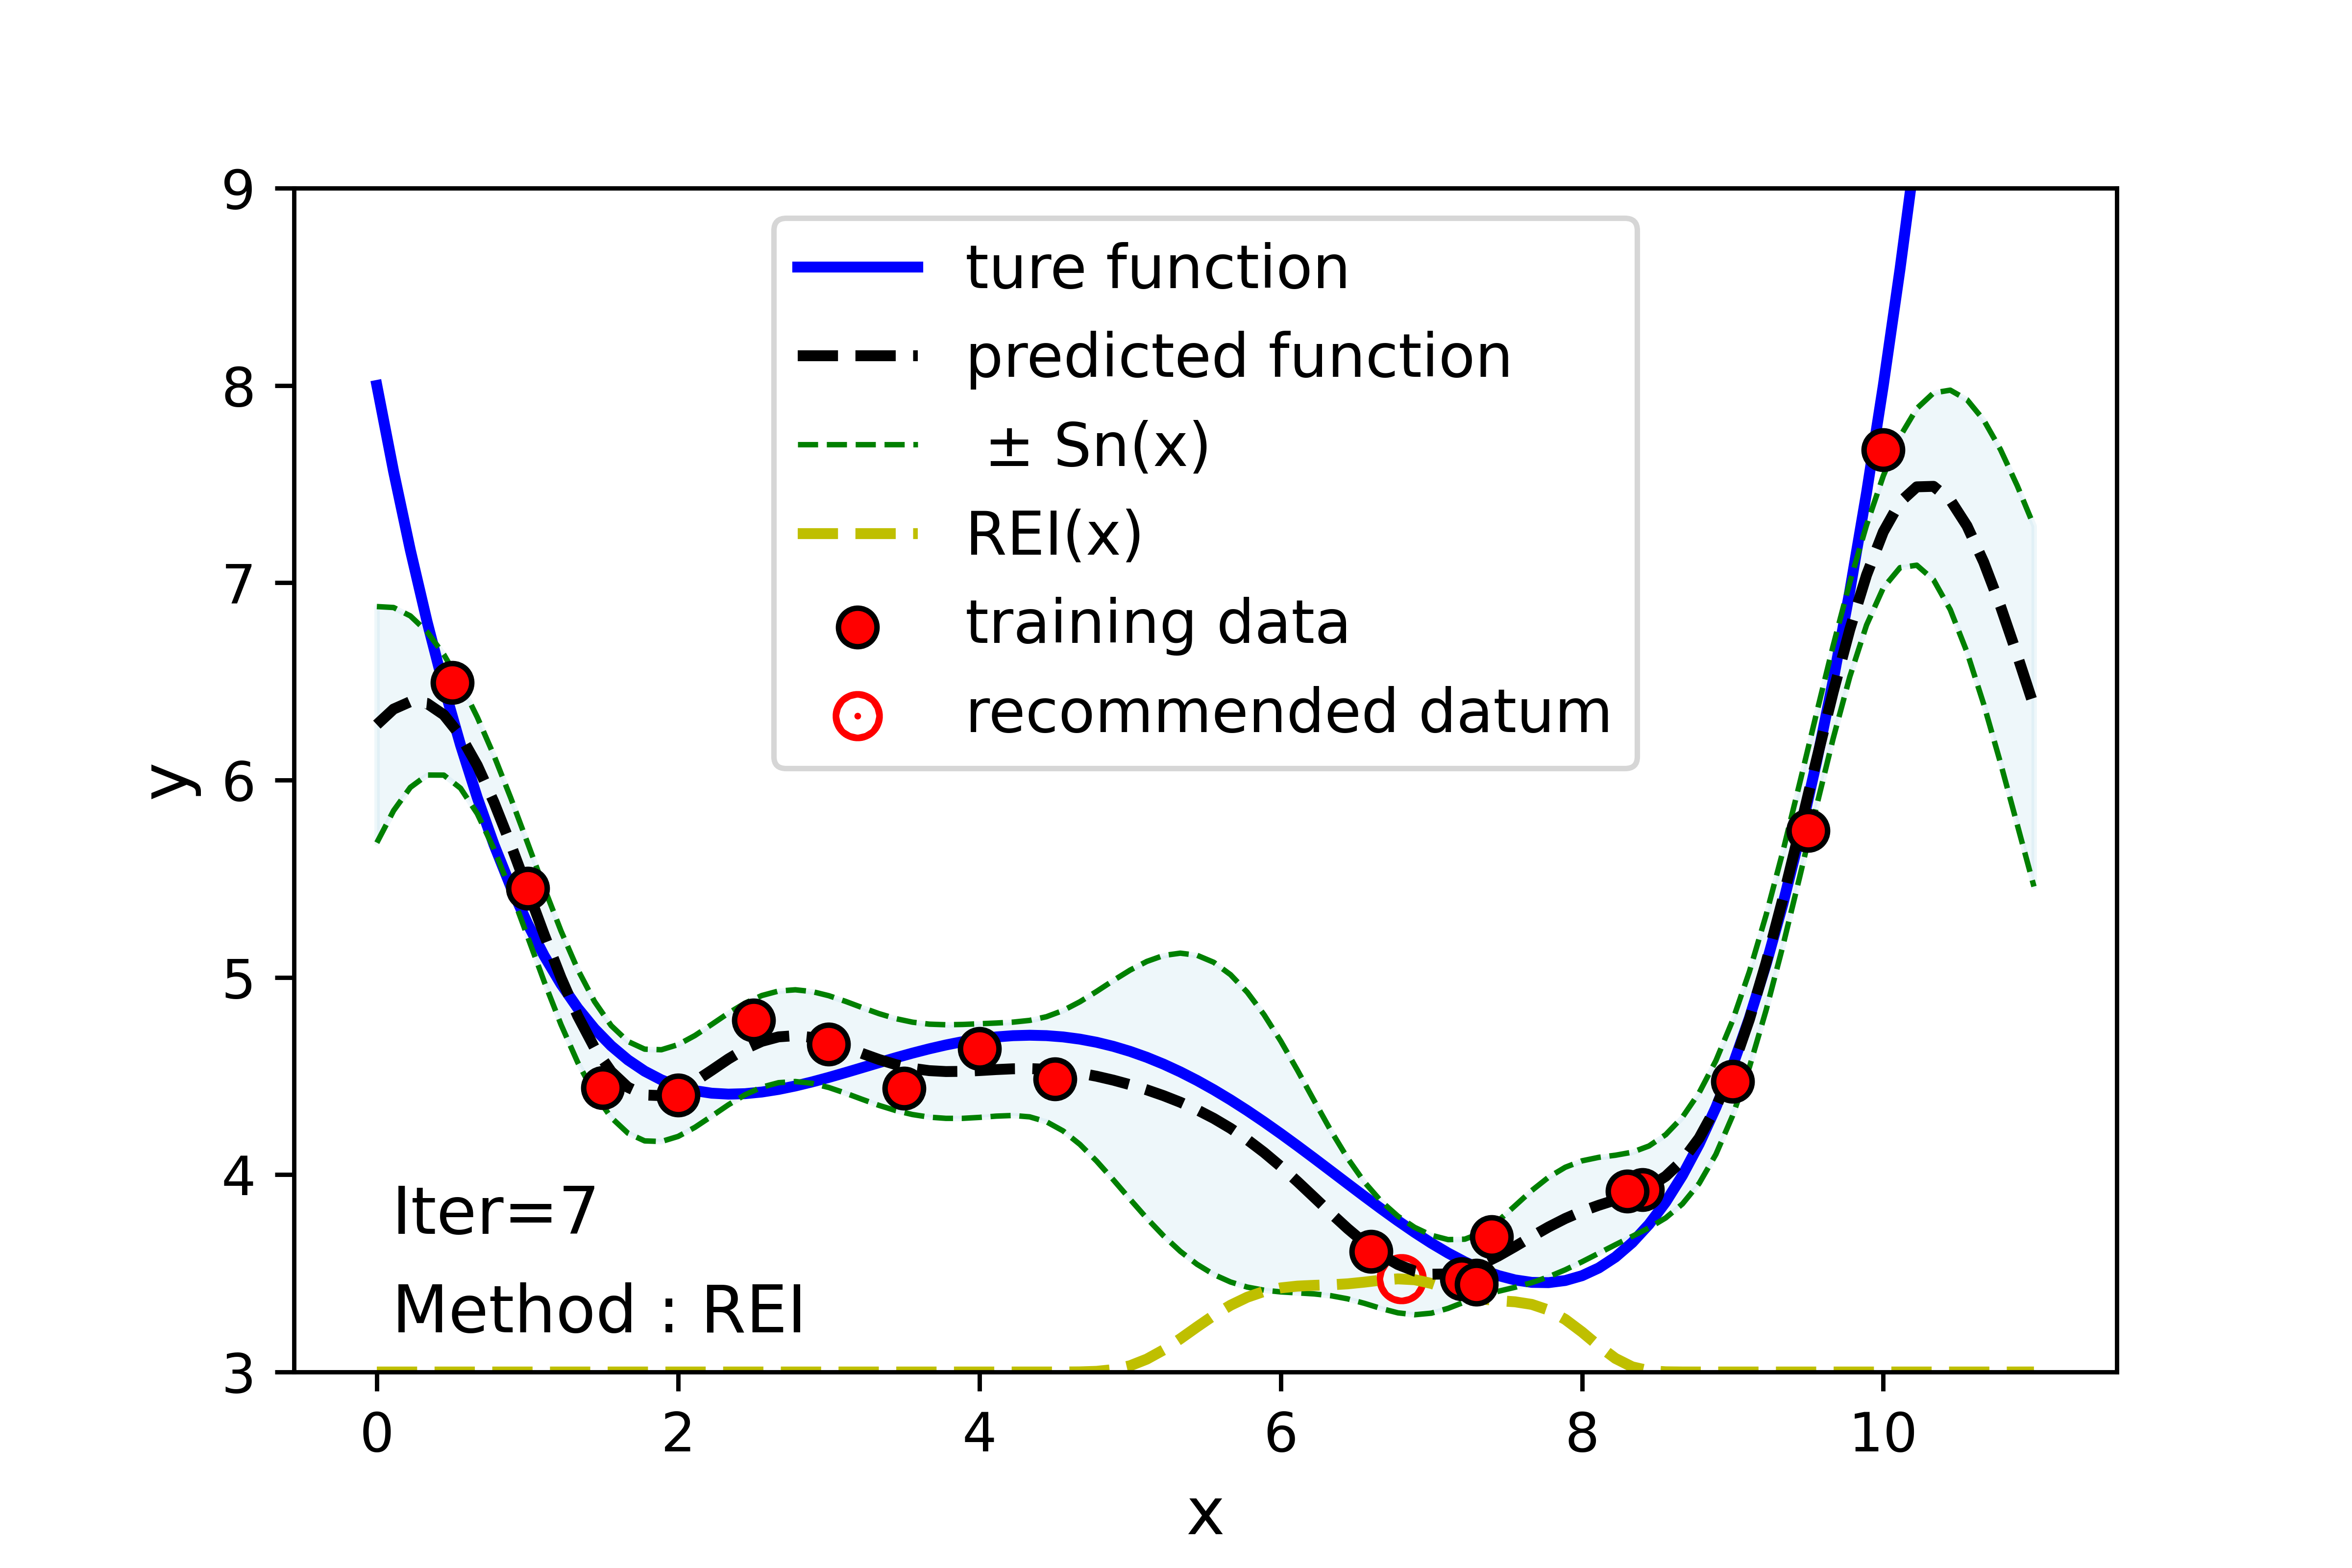 9
8
7
6
5
4
3
y
ture function
predicted function
± Sn(x)
REI(x)
training data
recommended datum
Iter=7
Method : REI
0 2 4 6 8 10
x